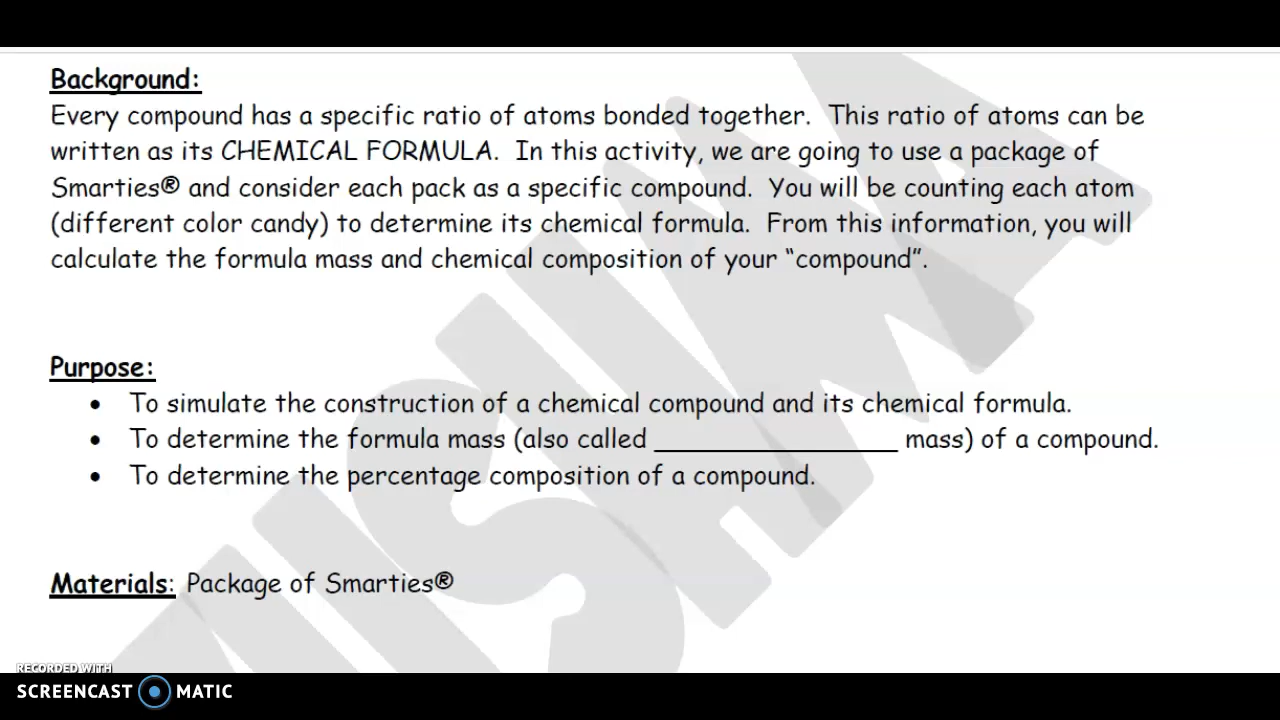 Background:
Every compound has a specific ratio of atoms bonded together. This ratio of atoms can be
written as its CHEMICAL FORMULA. In this activity, we are going to use a package of
Smarties® and consider each pack as a specific compound. You will be counting each atom
(different color candy) to determine its chemical formula. From this information, you will
calculate the formula mass and chemical composition of your “compound”.
Purpose:
• To simulate the construction of a chemical compound and its chemical formula.
• To determine the formula mass (also called __________________ mass) of a compound.
• To determine the percentage composition of a compound.
Materials: Package of Smarties®
RECORDED WITH
SCREENCAST MATIC